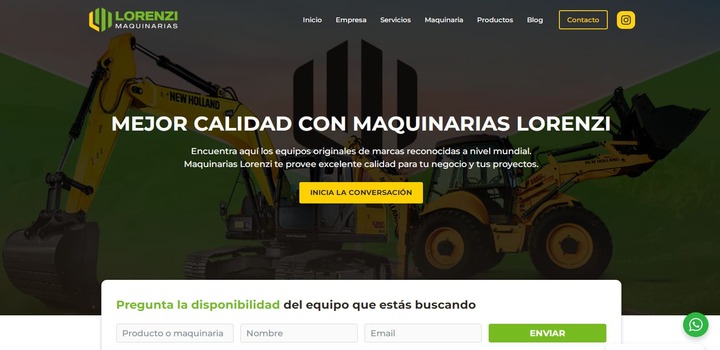 LORENZI
MAQUINARIAS
Inicio Empresa Servicios Maquinaria Productos Blog Contacto
NEW HOLLAND
MEJOR CALIDAD CON MAQUINARIAS LORENZI
Encuentra aquí los equipos originales de marcas reconocidas a nivel mundial.
Maquinarias Lorenzi te provee excelente calidad para tu negocio y tus proyectos.
INICIA LA CONVERSACIÓN
Pregunta la disponibilidad del equipo que estás buscando
Producto o maquinaria Nombre Email ENVIAR